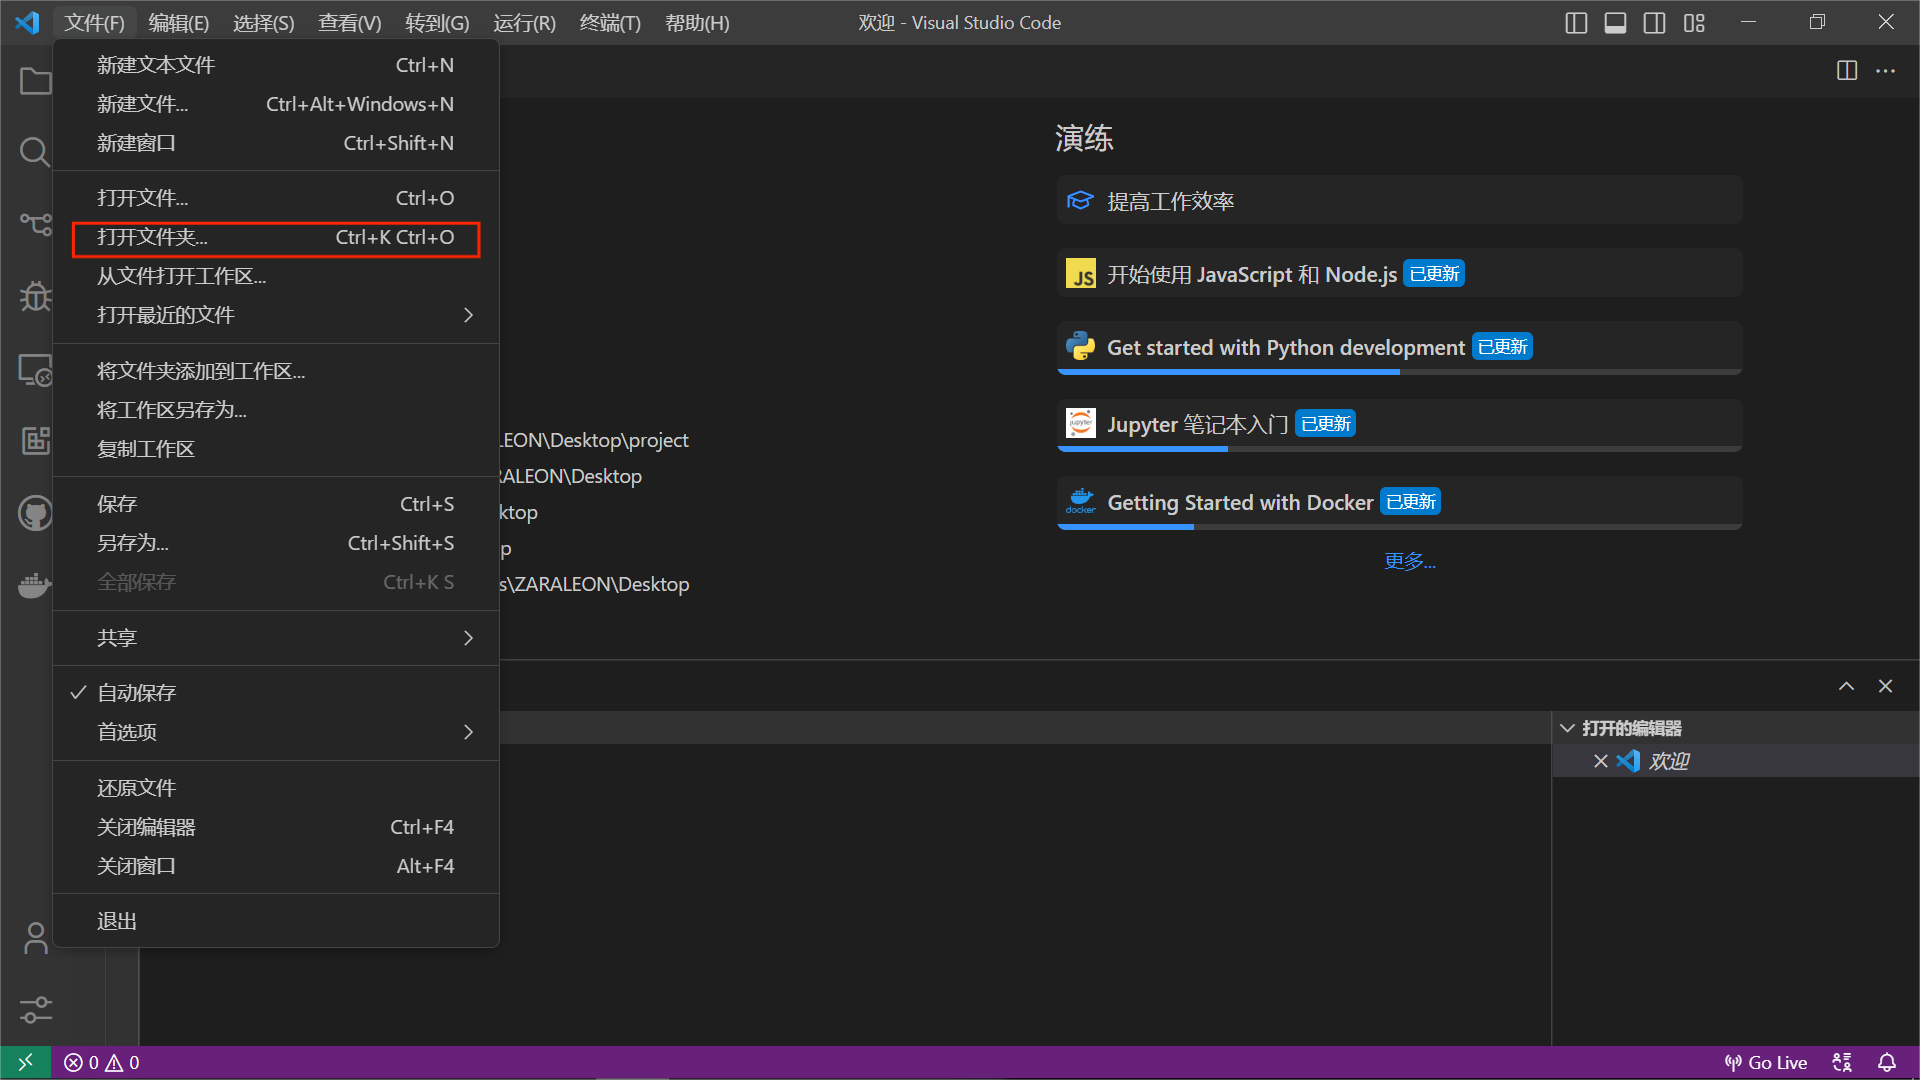 文件(F) 编辑(E) 选择(S) 查看(V) 转到(G) 运行(R) 终端(T) 帮助(H) 欢迎 - Visual Studio Code
新建文本文件 Ctrl+N
新建文件... Ctrl+Alt+Windows+N
新建窗口 Ctrl+Shift+N
打开文件... Ctrl+O
打开文件夹... Ctrl+K Ctrl+O
从文件打开工作区...
打开最近的文件
将文件夹添加到工作区...
将工作区另存为...
复制工作区
保存 Ctrl+S
另存为... Ctrl+Shift+S
全部保存 Ctrl+K S
共享
自动保存
首选项
还原文件
关闭编辑器 Ctrl+F4
关闭窗口 Alt+F4
退出
LEON\Desktop\project
RALEON\Desktop
ktop
p
s\ZARALEON\Desktop
演练
提高工作效率
JS 开始使用 JavaScript 和 Node.js 已更新
Get started with Python development 已更新
jupyter Jupyter 笔记本入门 已更新
docker Getting Started with Docker 已更新
更多...
打开的编辑器
欢迎
0 0 Go Live